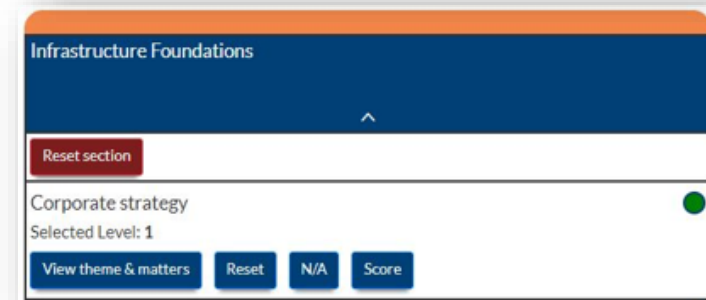 Infrastructure Foundations
Reset section
Corporate strategy
Selected Level: 1
View theme & matters Reset N/A Score